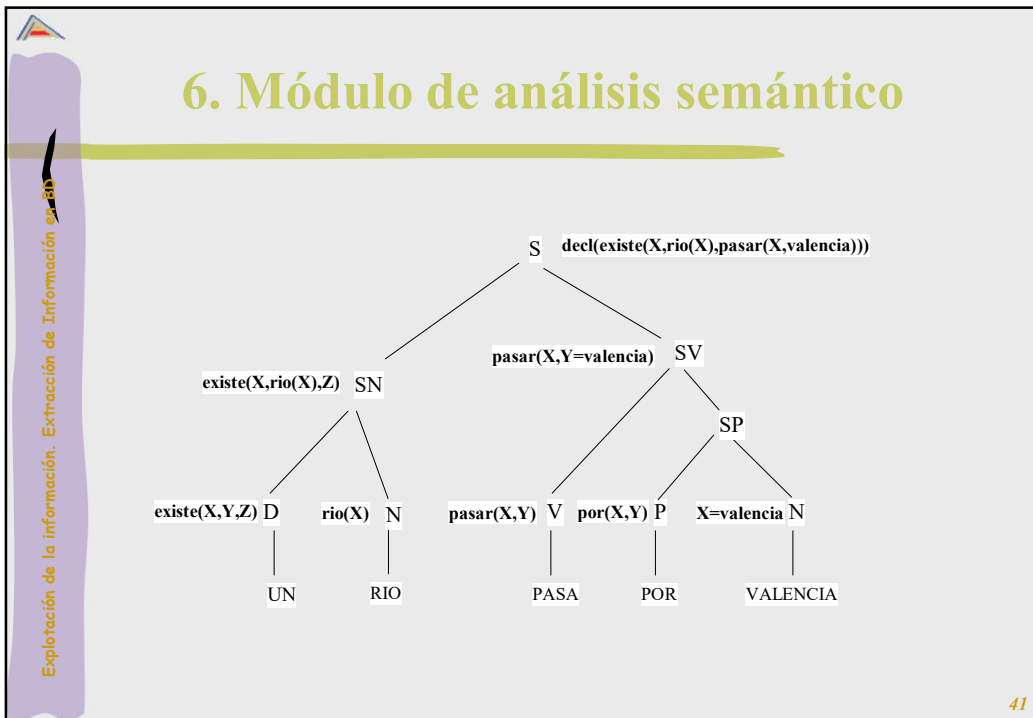 6. Módulo de análisis semántico
Explotación de la información. Extracción de Información en BD
S decl(existe(X,rio(X),pasar(X,valencia)))
pasar(X,Y=valencia) SV
existe(X,rio(X),Z) SN
SP
existe(X,Y,Z) D rio(X) N pasar(X,Y) V por(X,Y) P X=valencia N
UN RIO PASA POR VALENCIA
41